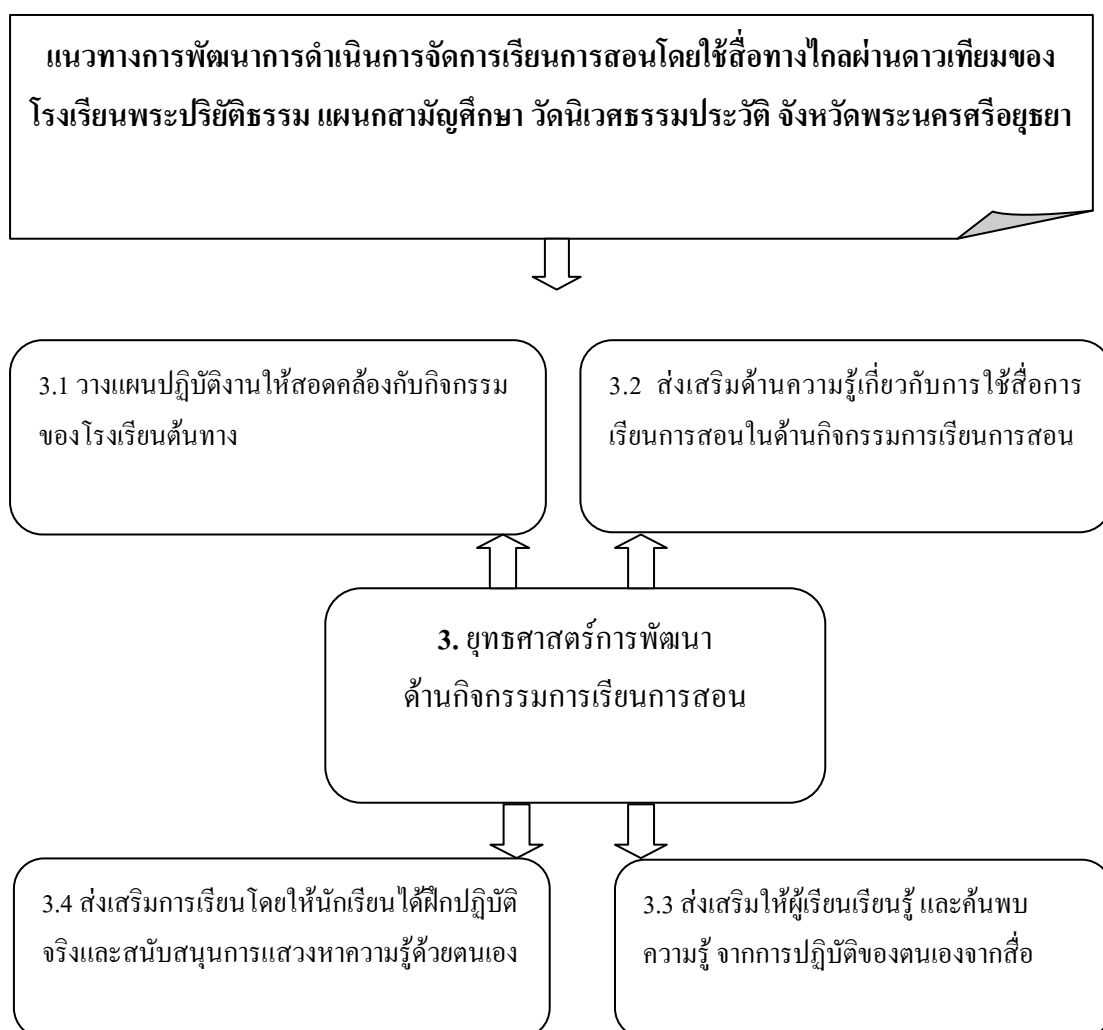 แนวทางการพัฒนาการดำเนินการจัดการเรียนการสอนโดยใช้สื่อทางไกลผ่านดาวเทียมของ
โรงเรียนพระปริยัติธรรม แผนกสามัญศึกษา วัดนิเวศธรรมประวัติ จังหวัดพระนครศรีอยุธยา
3.1 วางแผนปฏิบัติงานให้สอดคล้องกับกิจกรรม
ของโรงเรียนต้นทาง
3.2 ส่งเสริมด้านความรู้เกี่ยวกับการใช้สื่อการ
เรียนการสอนในด้านกิจกรรมการเรียนการสอน
3. ยุทธศาสตร์การพัฒนา
ด้านกิจกรรมการเรียนการสอน
3.4 ส่งเสริมการเรียนโดยให้นักเรียนได้ฝึกปฏิบัติ
จริงและสนับสนุนการแสวงหาความรู้ด้วยตนเอง
3.3 ส่งเสริมให้ผู้เรียนเรียนรู้ และค้นพบ
ความรู้ จากการปฏิบัติของตนเองจากสื่อ